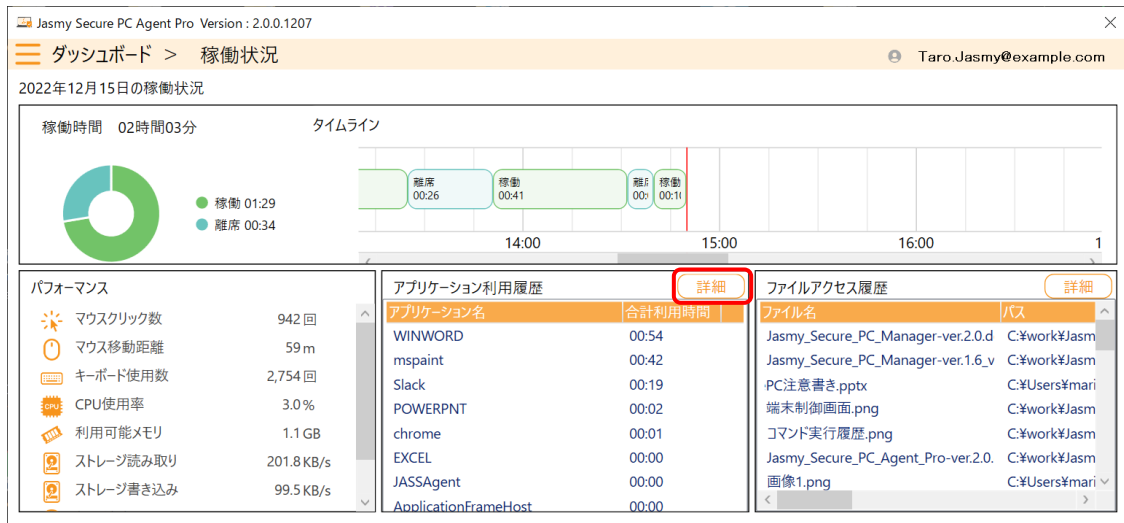 Jasmy Secure PC Agent Pro Version : 2.0.0.1207
ダッシュボード > 稼働状況
Taro.Jasmy@example.com
2022年12月15日の稼働状況
稼働時間 02時間03分
タイムライン
稼働 01:29
離席 00:34
離席
00:26
稼働
00:41
稼働
00:10
14:00
15:00
16:00
1
パフォーマンス
マウスクリック数 942 回
マウス移動距離 59 m
キーボード使用数 2,754 回
CPU使用率 3.0 %
利用可能メモリ 1.1 GB
ストレージ読み取り 201.8 KB/s
ストレージ書き込み 99.5 KB/s
アプリケーション利用履歴
詳細
アプリケーション名 合計利用時間
WINWORD 00:54
mspaint 00:42
Slack 00:19
POWERPNT 00:02
chrome 00:01
EXCEL 00:00
JASSAgent 00:00
ApplicationFrameHost 00:00
ファイルアクセス履歴
詳細
ファイル名 パス
Jasmy_Secure_PC_Manager-ver.2.0.d C:¥work¥Jasm
Jasmy_Secure_PC_Manager-ver.1.6_v C:¥work¥Jasm
PC注意書き.pptx C:¥Users¥mari
端末制御画面.png C:¥work¥Jasm
コマンド実行履歴.png C:¥work¥Jasm
Jasmy_Secure_PC_Agent_Pro-ver.2.0. C:¥work¥Jasm
画像1.png C:¥Users¥mari